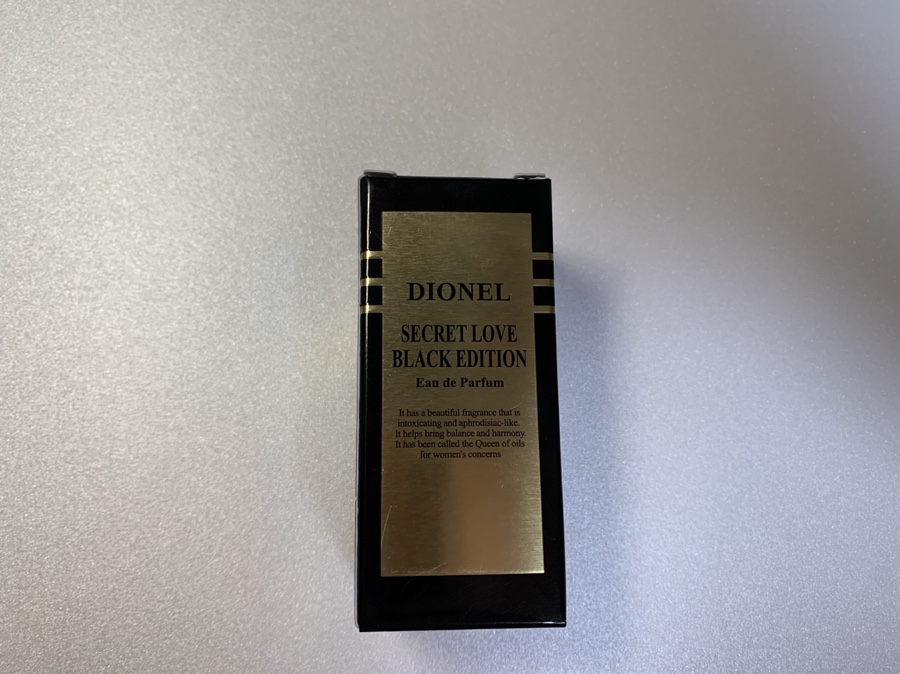 DIONEL
SECRET LOVE
BLACK EDITION
Eau de Parfum
It has a beautiful fragrance that is
intoxicating and aphrodisiac-like.
It helps bring balance and harmony.
It has been called the Queen of oils
for women's concerns